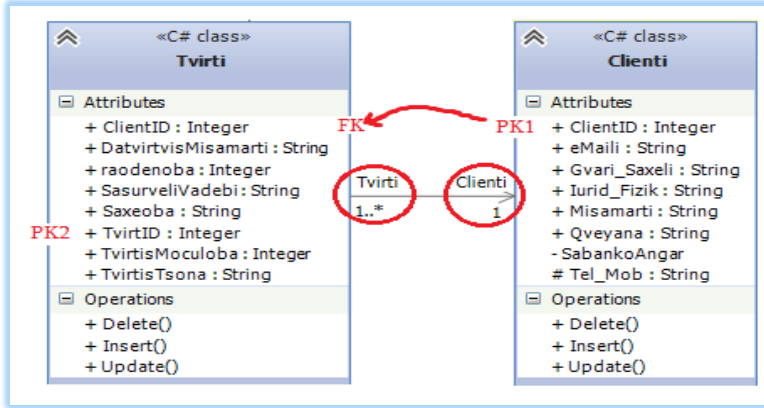 «C# class»
Tvirti
Attributes
+ ClientID : Integer
+ DatvirtvisMisamarti : String
+ raodenoba : Integer
+ SasurveliVadebi : String
+ Saxeoba : String
+ TvirtID : Integer
+ TvirtisMoculoba : Integer
+ TvirtisTsona : String
Operations
+ Delete()
+ Insert()
+ Update()
PK2
FK
PK1
Tvirti
Clienti
1..*
1
«C# class»
Clienti
Attributes
+ ClientID : Integer
+ eMaili : String
+ Gvari_Saxeli : String
+ Iurid_Fizik : String
+ Misamarti : String
+ Qveyana : String
- SabankoAngar
# Tel_Mob : String
Operations
+ Delete()
+ Insert()
+ Update()